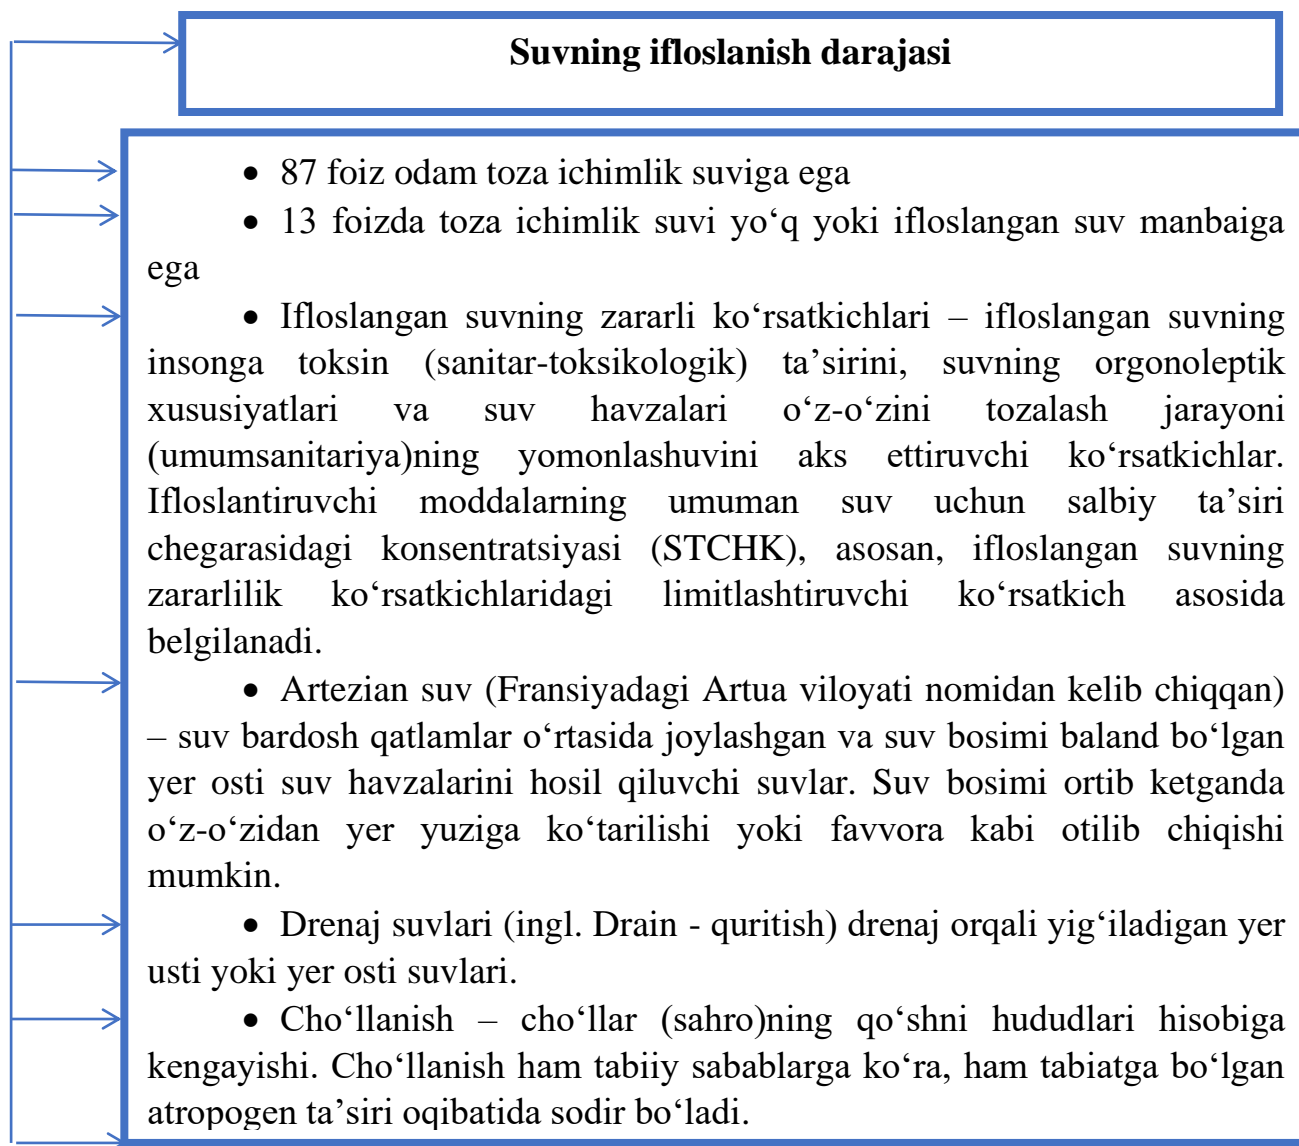 Suvning ifloslanish darajasi
• 87 foiz odam toza ichimlik suviga ega
• 13 foizda toza ichimlik suvi yo‘q yoki ifloslangan suv manbaiga
ega
• Ifloslangan suvning zararli ko‘rsatkichlari – ifloslangan suvning
insonga toksin (sanitar-toksikologik) ta’sirini, suvning orgonoleptik
xususiyatlari va suv havzalari o‘z-o‘zini tozalash jarayoni
(umumsanitariya)ning yomonlashuvini aks ettiruvchi ko‘rsatkichlar.
Ifloslantiruvchi moddalarning umuman suv uchun salbiy ta’siri
chegarasidagi konsentratsiyasi (STCHK), asosan, ifloslangan suvning
zararlilik ko‘rsatkichlaridagi limitlashtiruvchi ko‘rsatkich asosida
belgilanadi.
• Artezian suv (Fransiyadagi Artua viloyati nomidan kelib chiqqan)
– suv bardosh qatlamlar o‘rtasida joylashgan va suv bosimi baland bo‘lgan
yer osti suv havzalarini hosil qiluvchi suvlar. Suv bosimi ortib ketganda
o‘z-o‘zidan yer yuziga ko‘tarilishi yoki favvora kabi otilib chiqishi
mumkin.
• Drenaj suvlari (ingl. Drain - quritish) drenaj orqali yig‘iladigan yer
usti yoki yer osti suvlari.
• Cho‘llanish – cho‘llar (sahro)ning qo‘shni hududlari hisobiga
kengayishi. Cho‘llanish ham tabiiy sabablarga ko‘ra, ham tabiatga bo‘lgan
atropogen ta’siri oqibatida sodir bo‘ladi.